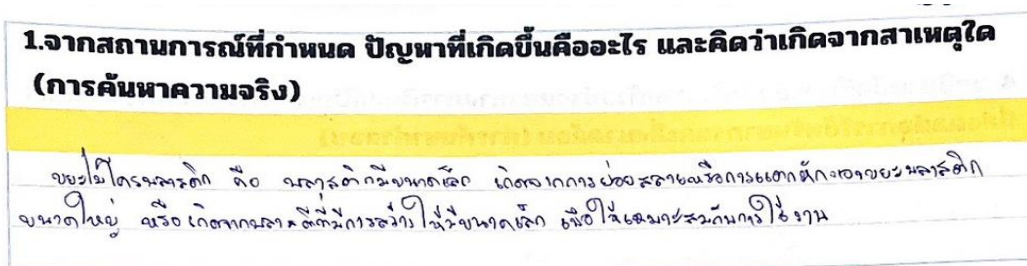 1.จากสถานการณ์ที่กำหนด ปัญหาที่เกิดขึ้นคืออะไร และคิดว่าเกิดจากสาเหตุใด
(การค้นหาความจริง)
ขยะไมโครพลาสติก คือ พลาสติกมีขนาดเล็ก เกิดจากการย่อยสลายหรือการแตกหักของขยะพลาสติก
ขนาดใหญ่ หรือเกิดจากพลาสติกที่มีการสร้างให้มีขนาดเล็ก เพื่อให้เหมาะสมกับการใช้งาน